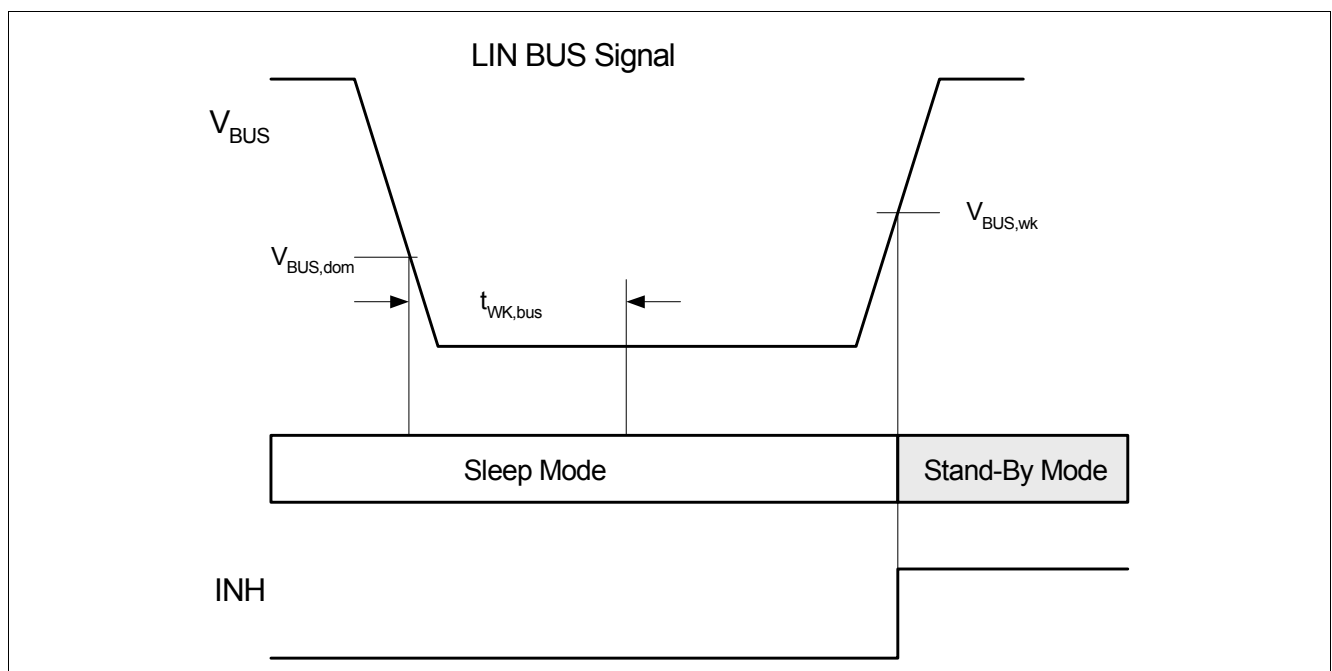 LIN BUS Signal
V_BUS
V_BUS,wk
V_BUS,dom
t_WK,bus
Sleep Mode
Stand-By Mode
INH